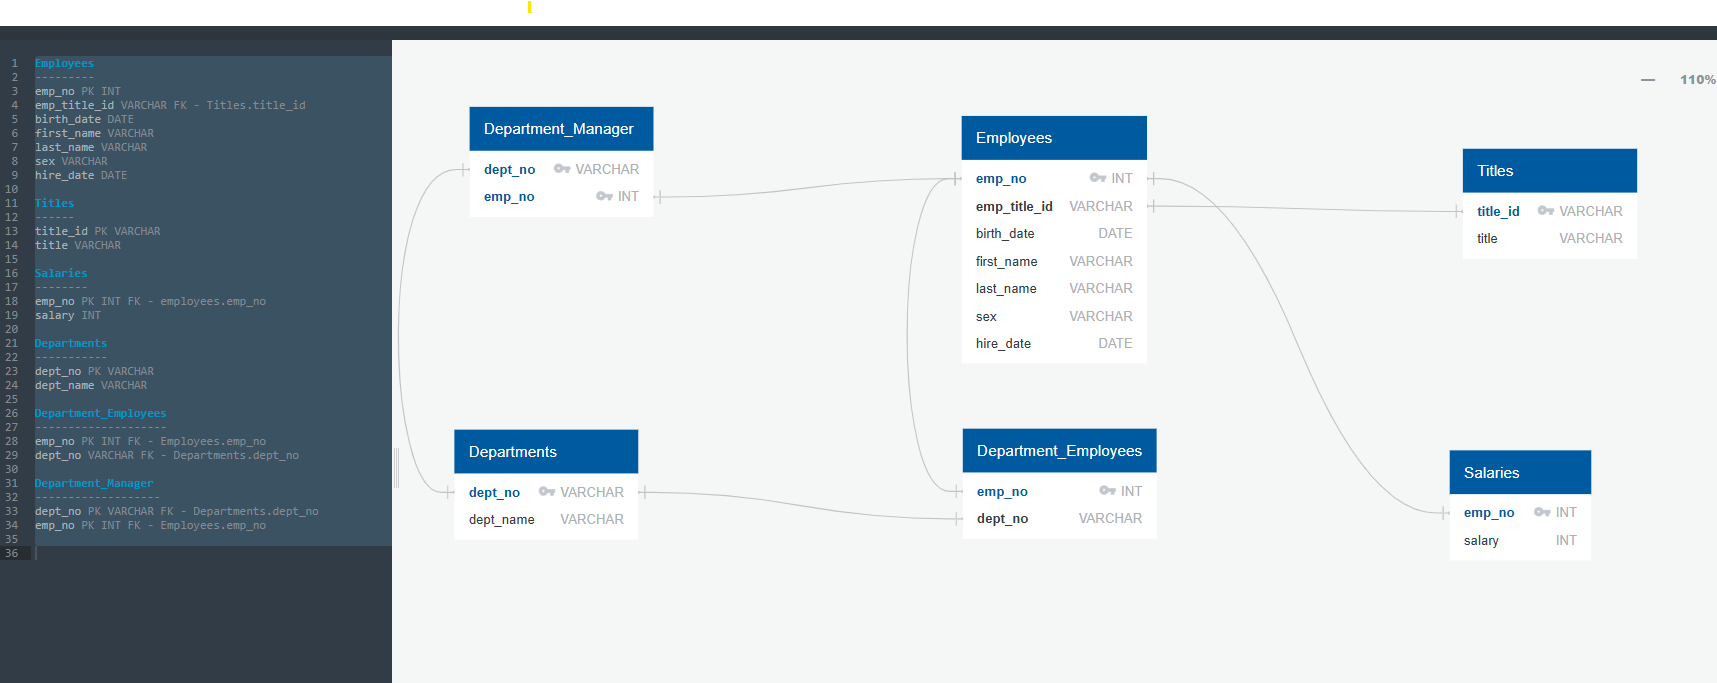 1 Employees
2 ---------
3 emp_no PK INT
4 emp_title_id VARCHAR FK - Titles.title_id
5 birth_date DATE
6 first_name VARCHAR
7 last_name VARCHAR
8 sex VARCHAR
9 hire_date DATE
10
11 Titles
12 ------
13 title_id PK VARCHAR
14 title VARCHAR
15
16 Salaries
17 --------
18 emp_no PK INT FK - employees.emp_no
19 salary INT
20
21 Departments
22 -----------
23 dept_no PK VARCHAR
24 dept_name VARCHAR
25
26 Department_Employees
27 --------------------
28 emp_no PK INT FK - Employees.emp_no
29 dept_no VARCHAR FK - Departments.dept_no
30
31 Department_Manager
32 -------------------
33 dept_no PK VARCHAR FK - Departments.dept_no
34 emp_no PK INT FK - Employees.emp_no
35
36
110%
Department_Manager
dept_no VARCHAR
emp_no INT
Employees
emp_no INT
emp_title_id VARCHAR
birth_date DATE
first_name VARCHAR
last_name VARCHAR
sex VARCHAR
hire_date DATE
Titles
title_id VARCHAR
title VARCHAR
Departments
dept_no VARCHAR
dept_name VARCHAR
Department_Employees
emp_no INT
dept_no VARCHAR
Salaries
emp_no INT
salary INT